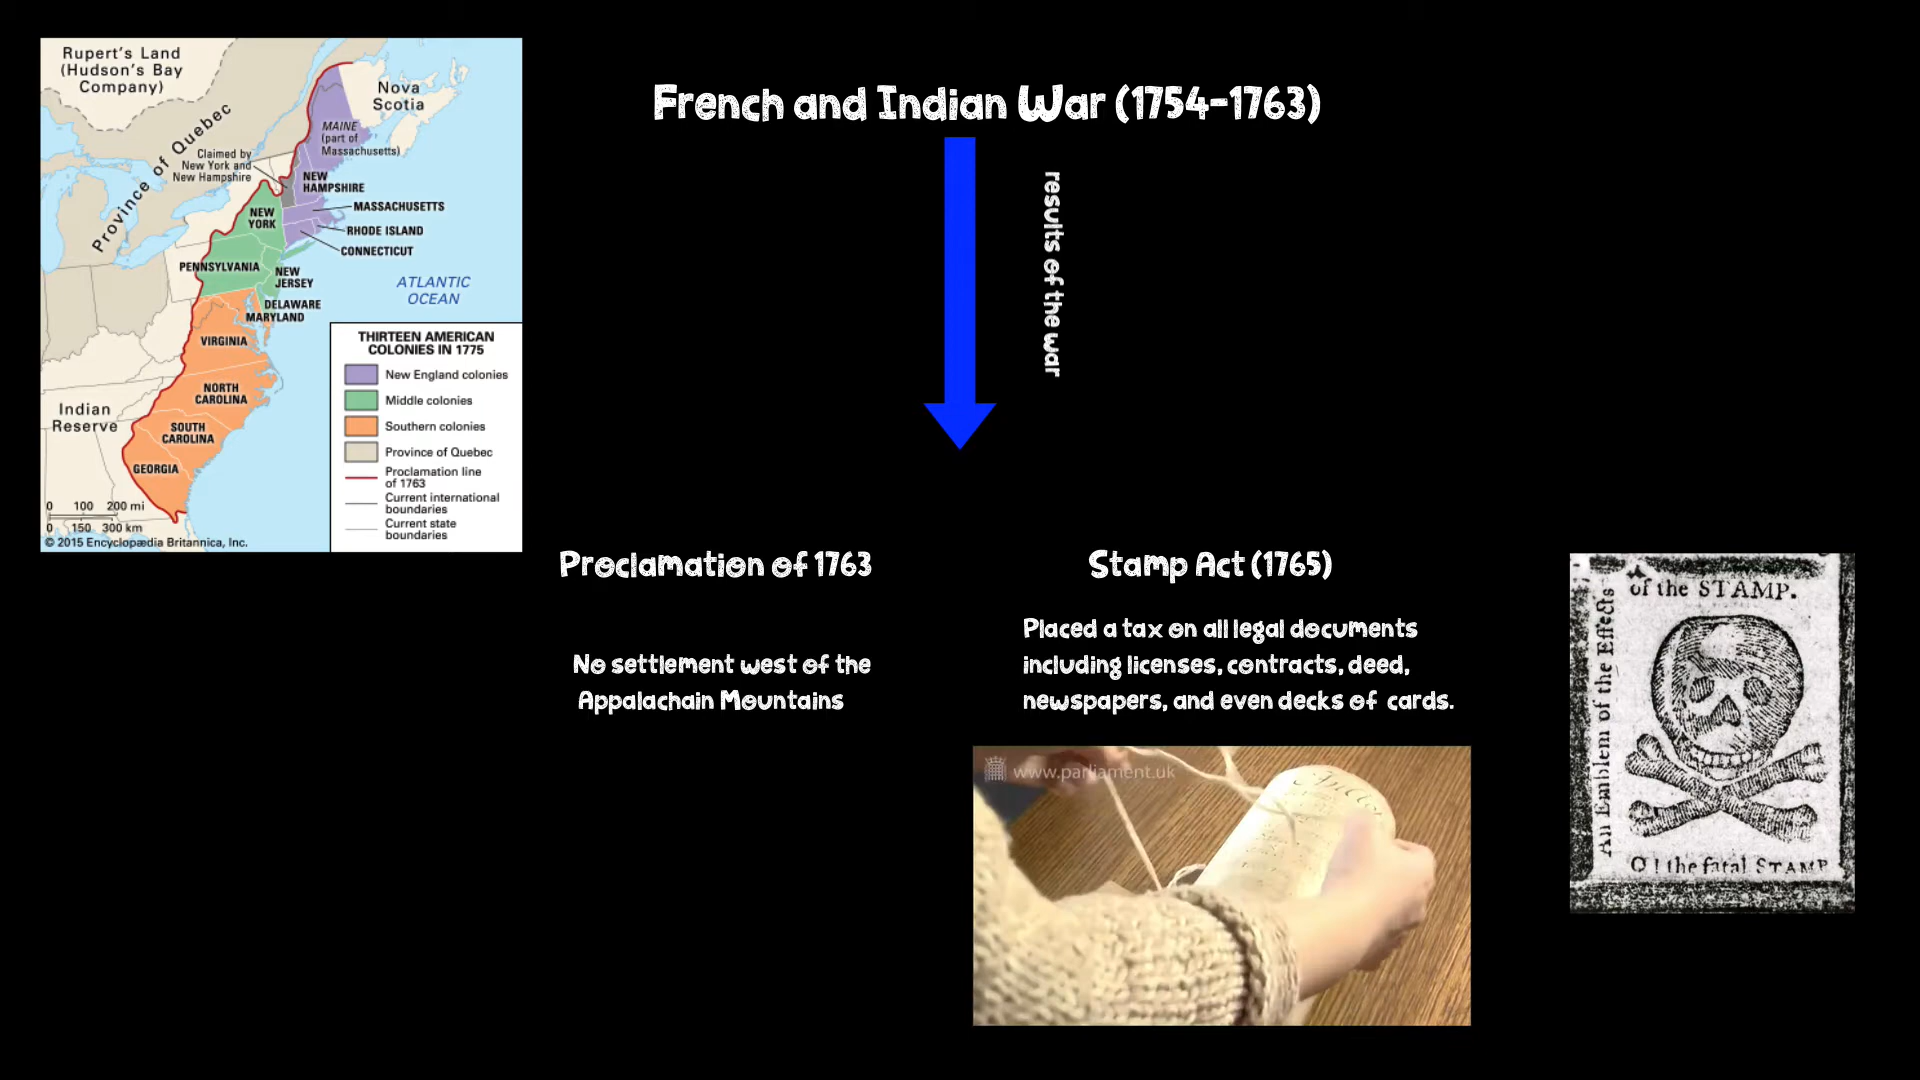 Rupert's Land
(Hudson's Bay
Company)
Province of Quebec
Nova
Scotia
MAINE
(part of
Massachusetts)
Claimed by
New York and
New Hampshire
NEW
HAMPSHIRE
MASSACHUSETTS
NEW
YORK
RHODE ISLAND
CONNECTICUT
PENNSYLVANIA
NEW
JERSEY
ATLANTIC
OCEAN
DELAWARE
MARYLAND
VIRGINIA
NORTH
CAROLINA
Indian
Reserve
SOUTH
CAROLINA
GEORGIA
0 100 200 mi
0 150 300 km
© 2015 Encyclopædia Britannica, Inc.
THIRTEEN AMERICAN
COLONIES IN 1775
New England colonies
Middle colonies
Southern colonies
Province of Quebec
Proclamation line
of 1763
Current international
boundaries
Current state
boundaries
French and Indian War (1754-1763)
results of the war
Proclamation of 1763
No settlement west of the
Appalachain Mountains
Stamp Act (1765)
Placed a tax on all legal documents
including licenses, contracts, deed,
newspapers, and even decks of cards.
www.parliament.uk
An Emblem of the Effects
of the STAMP.
O! the fatal STAMP